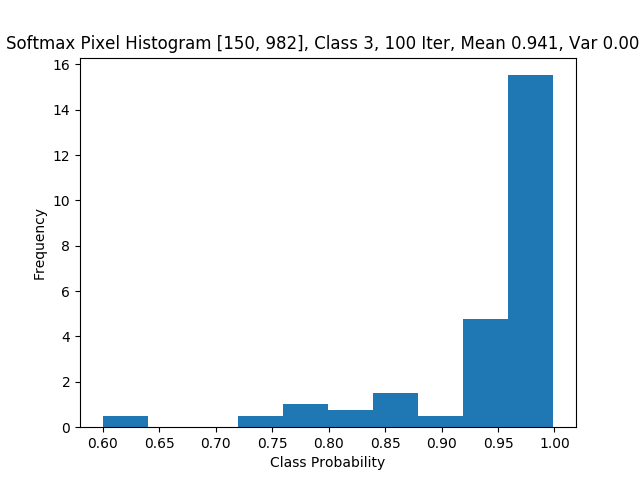 Softmax Pixel Histogram [150, 982], Class 3, 100 Iter, Mean 0.941, Var 0.00
16
14
12
10
8
6
4
2
0
Frequency
0.60 0.65 0.70 0.75 0.80 0.85 0.90 0.95 1.00
Class Probability